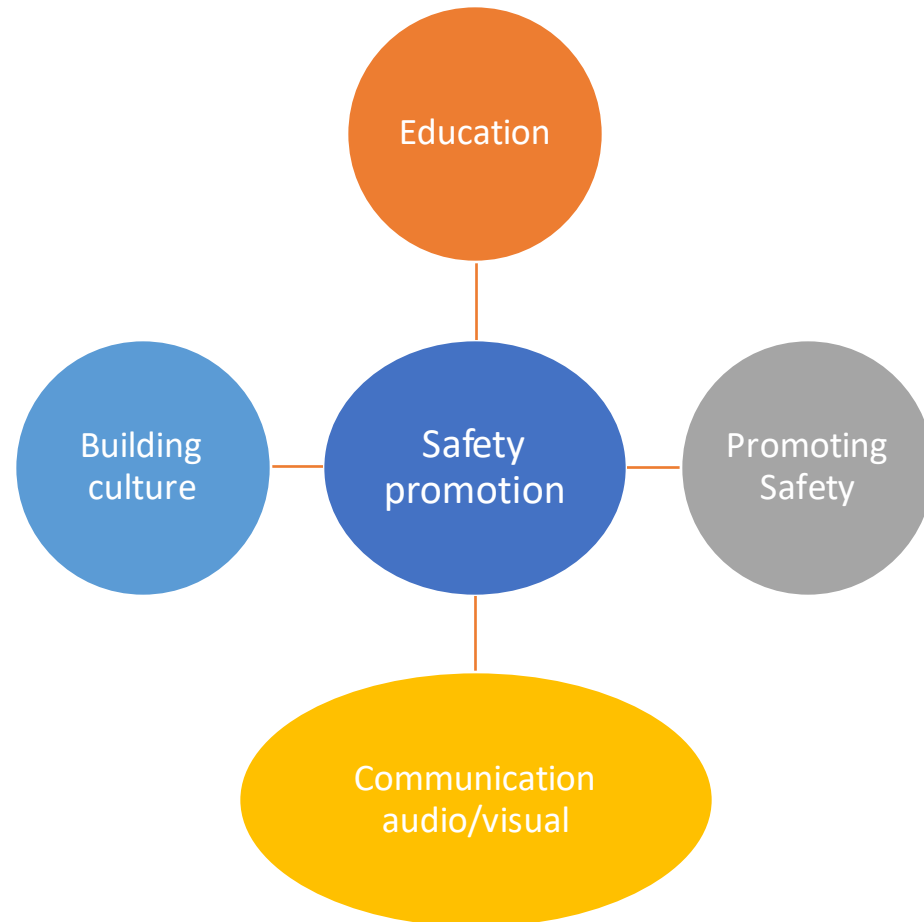 Education
Building
culture
Safety
promotion
Promoting
Safety
Communication
audio/visual